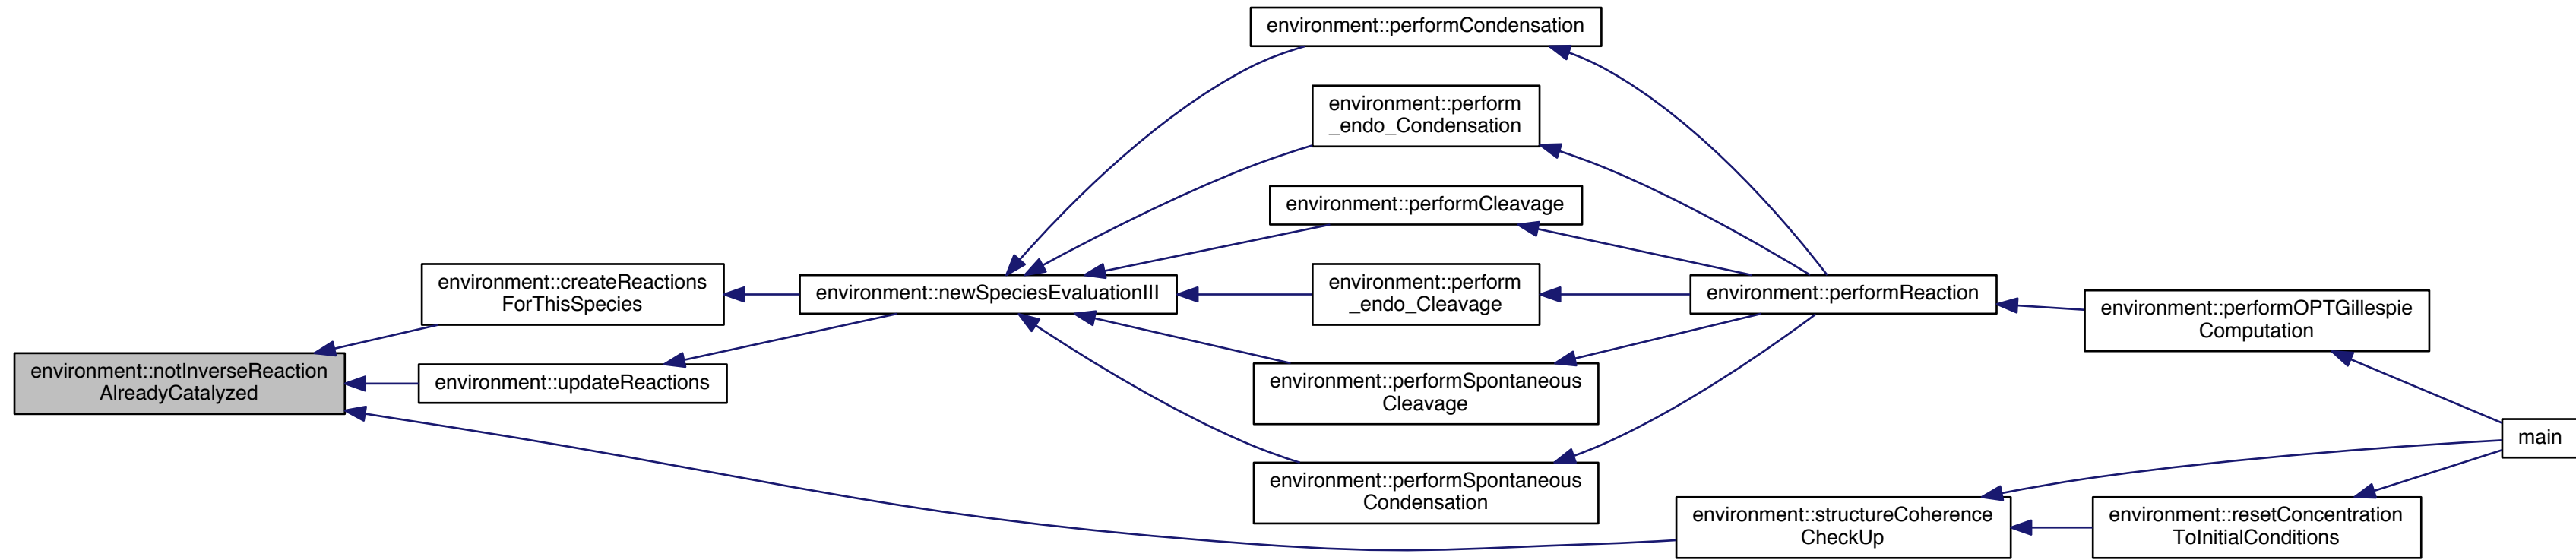 environment::notInverseReaction
AlreadyCatalyzed
environment::createReactions
ForThisSpecies
environment::updateReactions
environment::newSpeciesEvaluationIII
environment::performCondensation
environment::perform
_endo_Condensation
environment::performCleavage
environment::perform
_endo_Cleavage
environment::performSpontaneous
Cleavage
environment::performSpontaneous
Condensation
environment::performReaction
environment::structureCoherence
CheckUp
environment::performOPTGillespie
Computation
environment::resetConcentration
ToInitialConditions
main